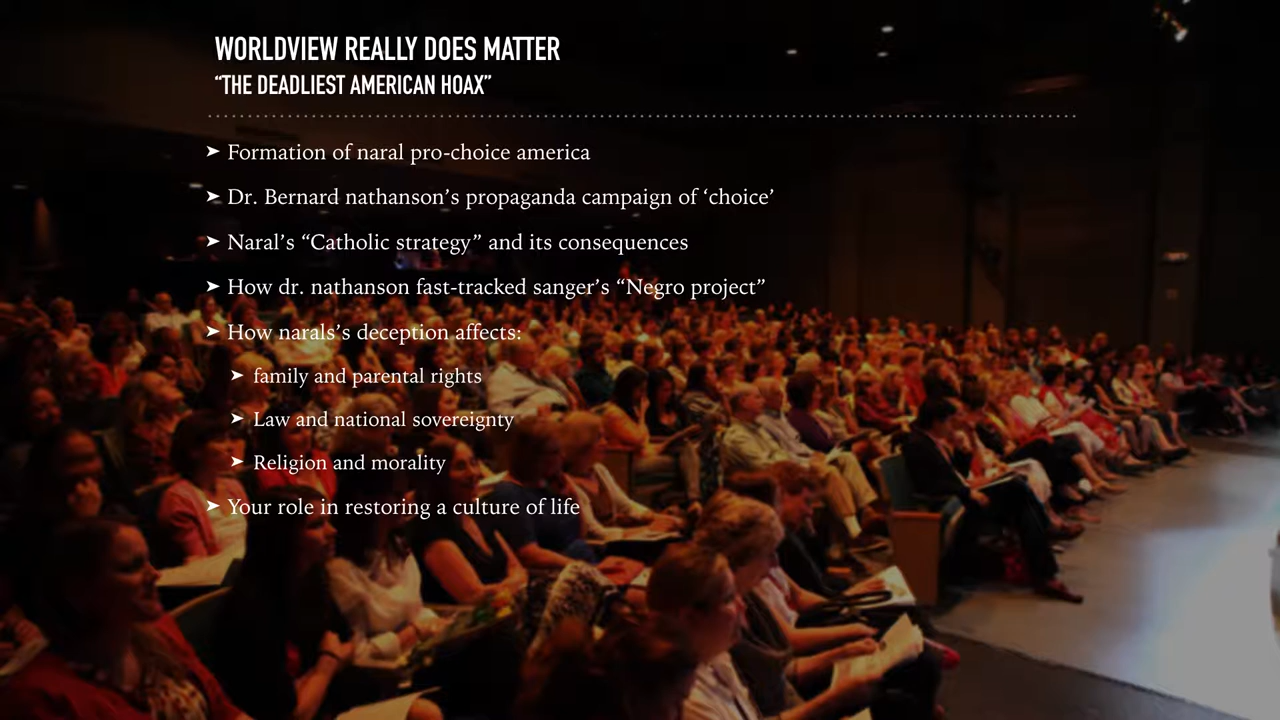 WORLDVIEW REALLY DOES MATTER
“THE DEADLIEST AMERICAN HOAX”
➤ Formation of naral pro-choice america
➤ Dr. Bernard nathanson’s propaganda campaign of ‘choice’
➤ Naral’s “Catholic strategy” and its consequences
➤ How dr. nathanson fast-tracked sanger’s “Negro project”
➤ How narals’s deception affects:
➤ family and parental rights
➤ Law and national sovereignty
➤ Religion and morality
➤ Your role in restoring a culture of life